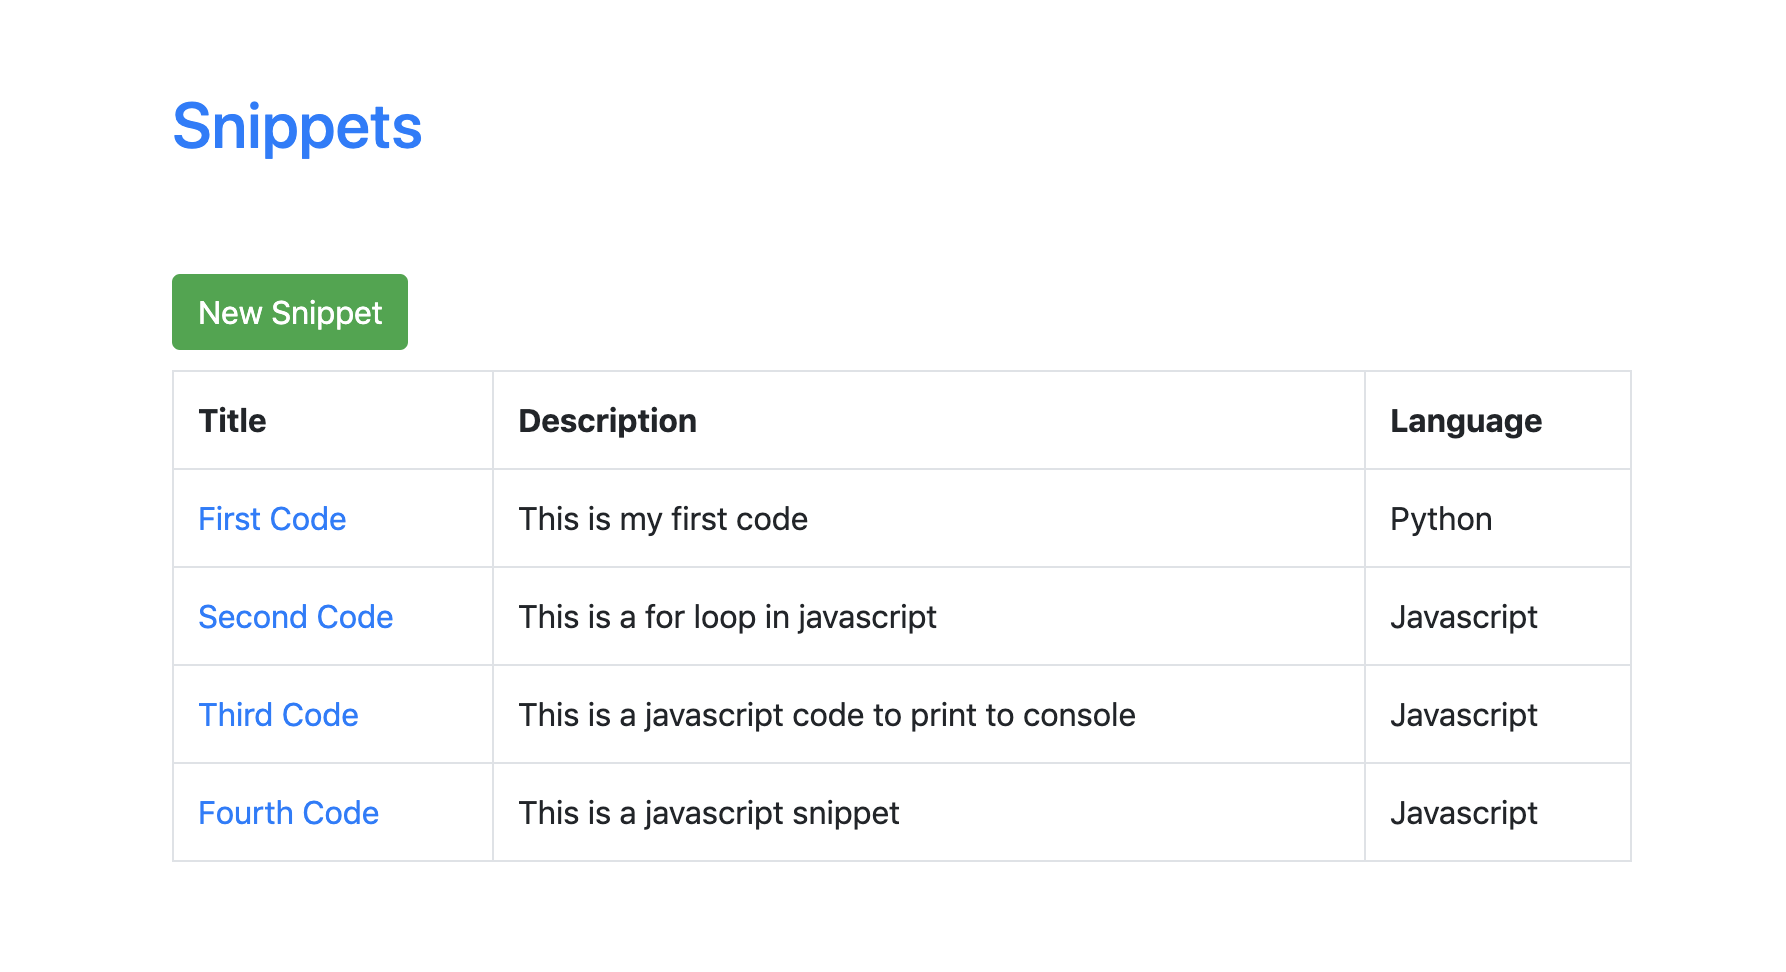 Snippets
New Snippet
Title Description Language
First Code This is my first code Python
Second Code This is a for loop in javascript Javascript
Third Code This is a javascript code to print to console Javascript
Fourth Code This is a javascript snippet Javascript